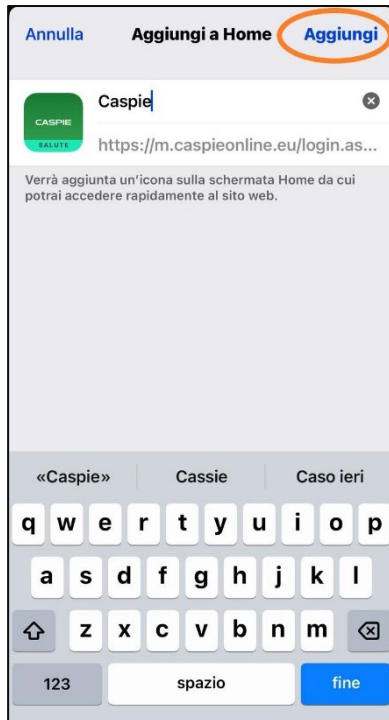 Annulla Aggiungi a Home Aggiungi
CASPIE
SALUTE
Caspie
https://m.caspieonline.eu/login.as...
Verrà aggiunta un'icona sulla schermata Home da cui
potrai accedere rapidamente al sito web.
«Caspie» Cassie Caso ieri
q w e r t y u i o p
a s d f g h j k l
z x c v b n m
123 spazio fine